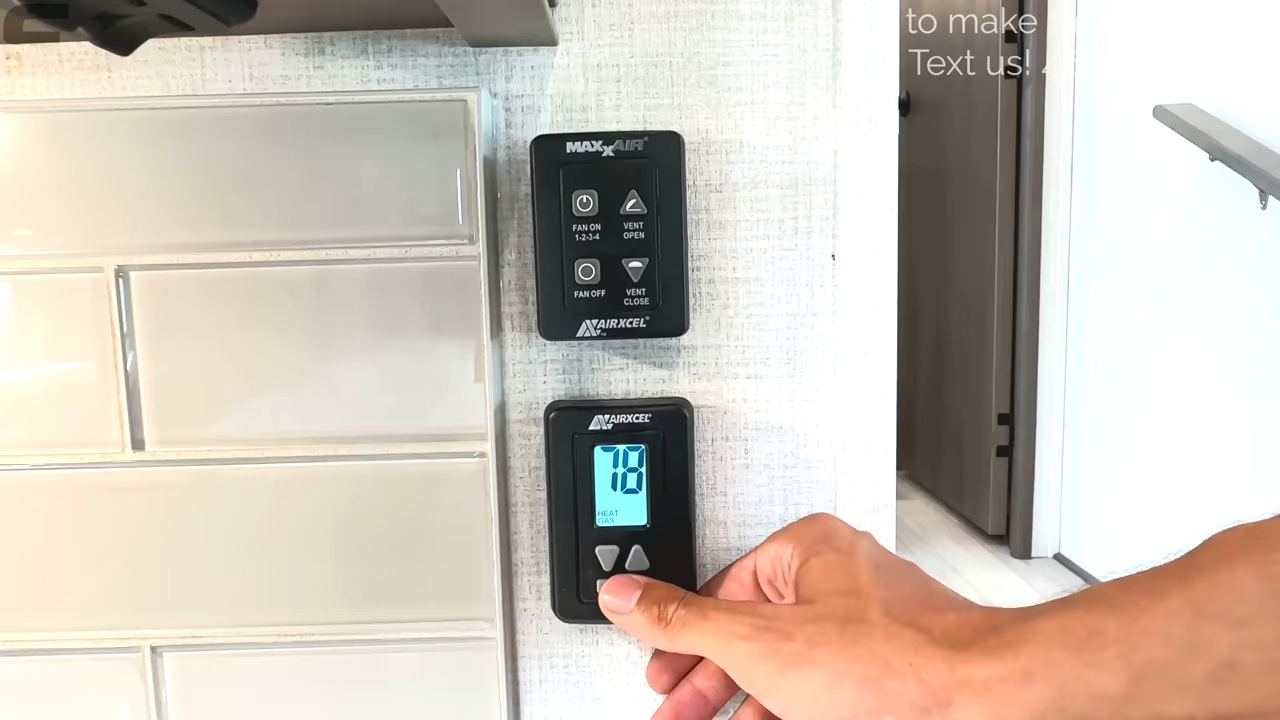 to make
Text us!
MAXXAIR®
FAN ON
1-2-3-4
VENT
OPEN
FAN OFF
VENT
CLOSE
AIRXCEL®
AIRXCEL®
78
HEAT
GAS